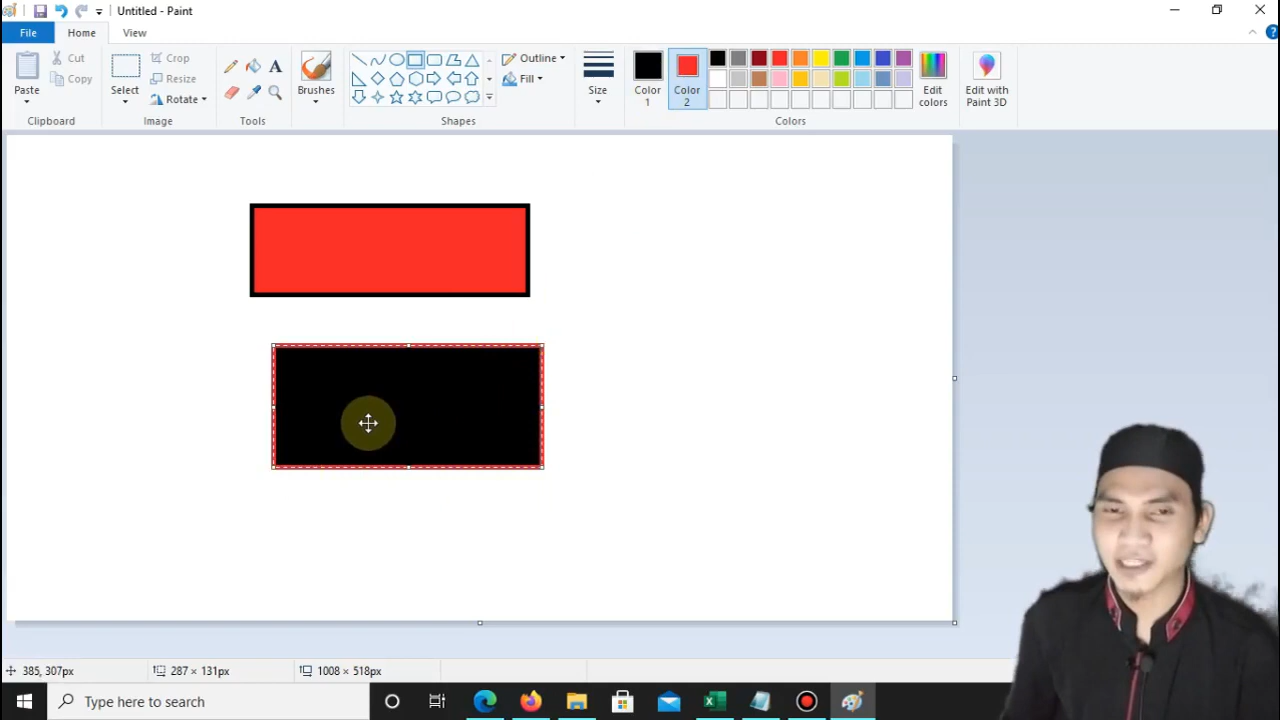 Untitled - Paint
File
Home
View
Paste
Cut
Copy
Clipboard
Select
Crop
Resize
Rotate
Image
A
Tools
Brushes
Outline
Fill
Shapes
Size
Color
1
Color
2
Edit
colors
Edit with
Paint 3D
Colors
385, 307px
287 × 131px
1008 × 518px
Type here to search